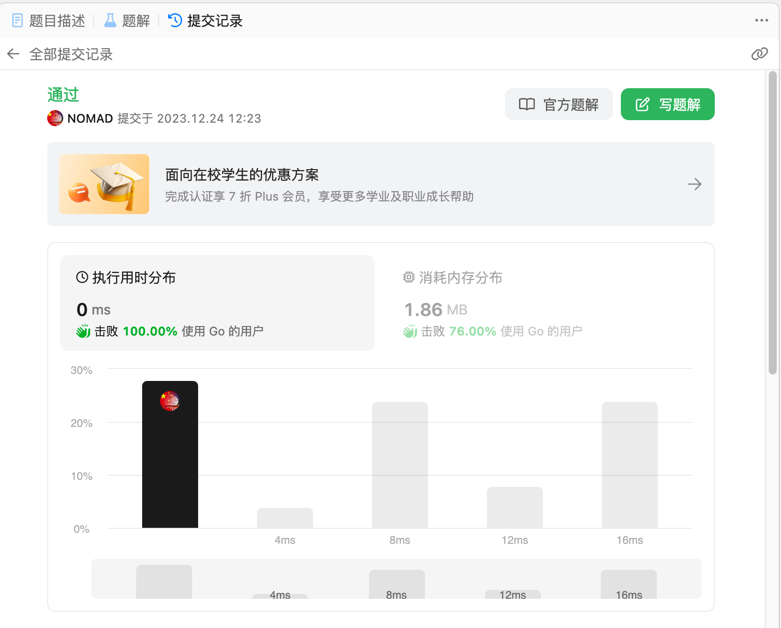 题目描述 题解 提交记录
全部提交记录
通过
NOMAD 提交于 2023.12.24 12:23
官方题解
写题解
面向在校学生的优惠方案
完成认证享 7 折 Plus 会员，享受更多学业及职业成长帮助
执行用时分布
0 ms
击败 100.00% 使用 Go 的用户
消耗内存分布
1.86 MB
击败 76.00% 使用 Go 的用户
30%
20%
10%
0%
4ms 8ms 12ms 16ms
4ms 8ms 12ms 16ms